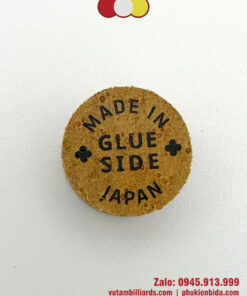 MADE IN
GLUE
SIDE
JAPAN
Zalo: 0945.913.999
vutambilliards.com | phukienbida.com